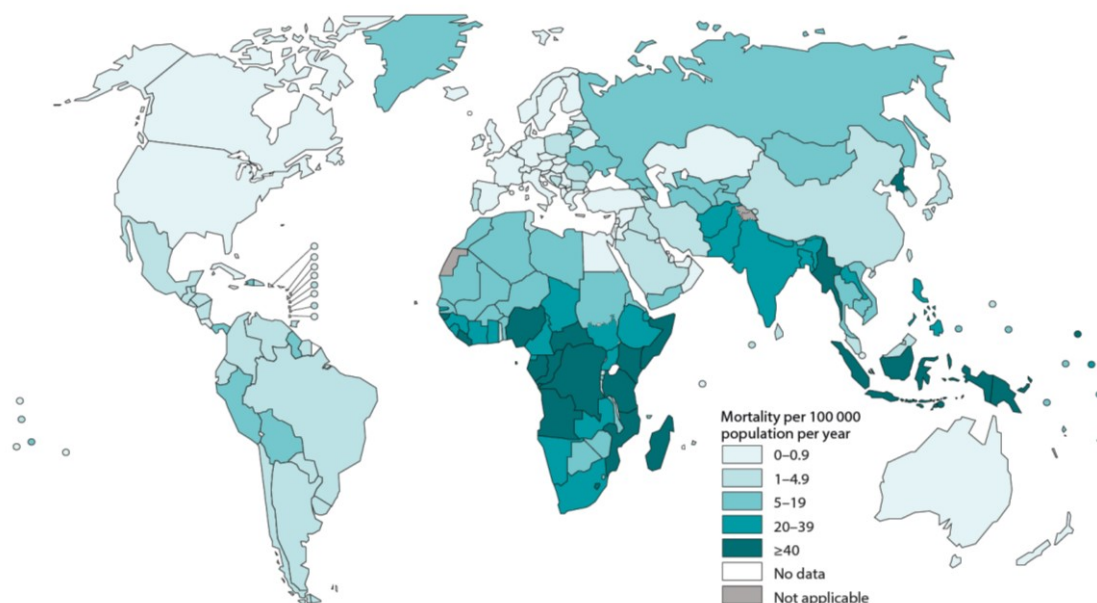 Mortality per 100 000
population per year
0–0.9
1–4.9
5–19
20–39
≥40
No data
Not applicable